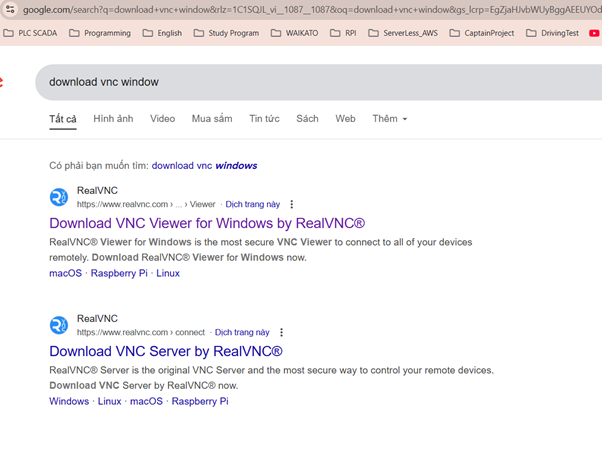 google.com/search?q=download+vnc+window&rlz=1C1SQJL_vi__1087__1087&oq=download+vnc+window&gs_lcrp=EgZjaHJvbWUyBggAEEUYOd
PLC SCADA Programming English Study Program WAIKATO RPI ServerLess_AWS CaptainProject DrivingTest
download vnc window
Tất cả Hình ảnh Video Mua sắm Tin tức Sách Web Thêm
Có phải bạn muốn tìm: download vnc windows
RealVNC
https://www.realvnc.com › ... › Viewer · Dịch trang này
Download VNC Viewer for Windows by RealVNC®
RealVNC® Viewer for Windows is the most secure VNC Viewer to connect to all of your devices
remotely. Download RealVNC® Viewer for Windows now.
macOS · Raspberry Pi · Linux
RealVNC
https://www.realvnc.com › connect · Dịch trang này
Download VNC Server by RealVNC®
RealVNC® Server is the original VNC Server and the most secure way to control your remote devices.
Download VNC Server by RealVNC® now.
Windows · Linux · macOS · Raspberry Pi